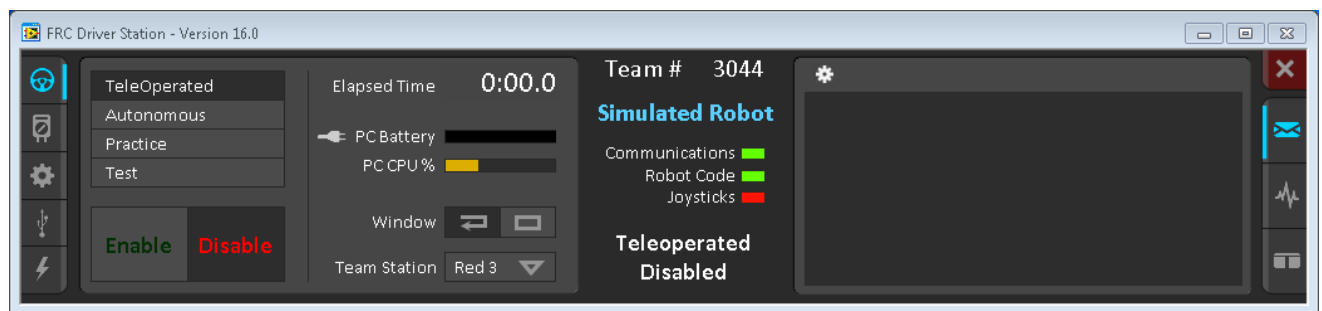 FRC Driver Station - Version 16.0
TeleOperated
Autonomous
Practice
Test
Enable Disable
Elapsed Time 0:00.0
PC Battery
PC CPU %
Window
Team Station Red 3
Team # 3044
Simulated Robot
Communications
Robot Code
Joysticks
Teleoperated
Disabled